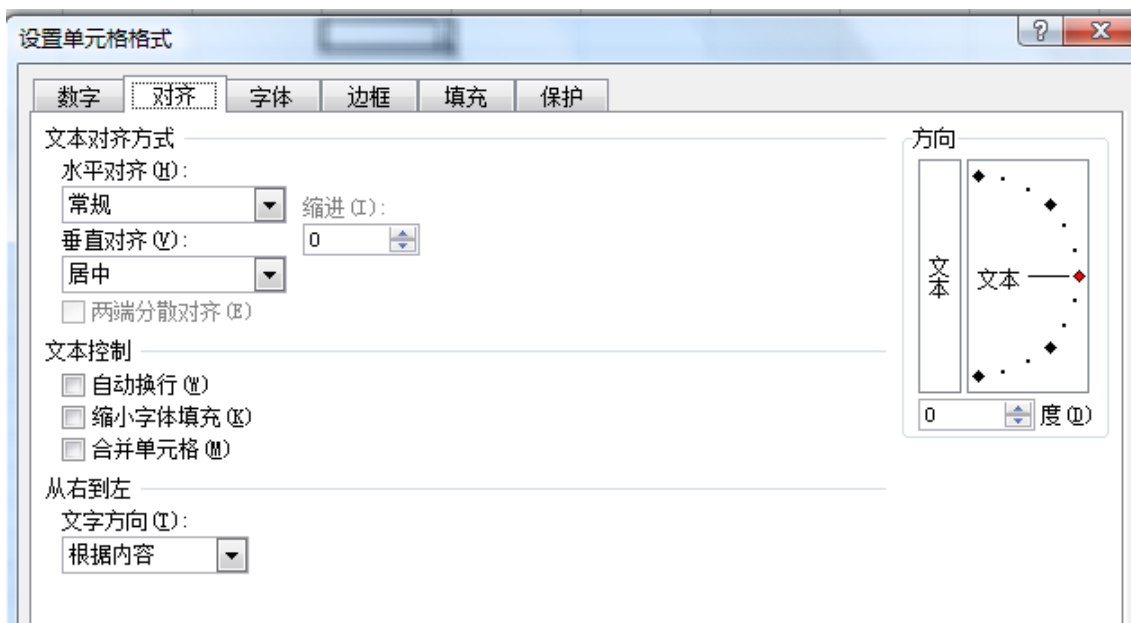 设置单元格格式
数字 对齐 字体 边框 填充 保护
文本对齐方式
水平对齐(H):
常规
缩进(I):
0
垂直对齐(V):
居中
两端分散对齐(E)
文本控制
自动换行(W)
缩小字体填充(K)
合并单元格(M)
从右到左
文字方向(T):
根据内容
方向
文本
文本
0 度(D)